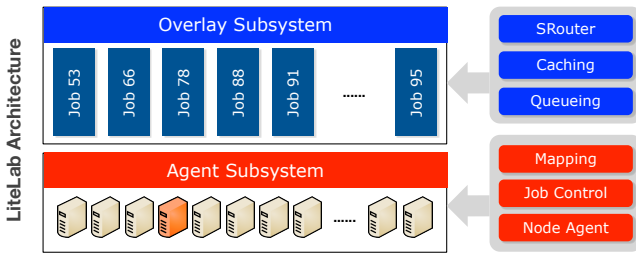 LiteLab Architecture
Overlay Subsystem
Job 53
Job 66
Job 78
Job 88
Job 91
......
Job 95
SRouter
Caching
Queueing
Agent Subsystem
......
Mapping
Job Control
Node Agent